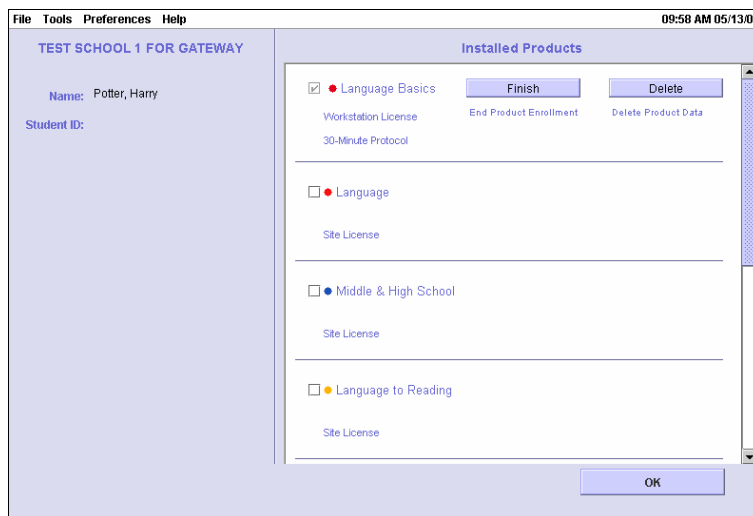 File Tools Preferences Help 09:58 AM 05/13/0
TEST SCHOOL 1 FOR GATEWAY
Name: Potter, Harry
Student ID:
Installed Products
Language Basics Finish Delete
Workstation License End Product Enrollment Delete Product Data
30-Minute Protocol
Language
Site License
Middle & High School
Site License
Language to Reading
Site License
OK